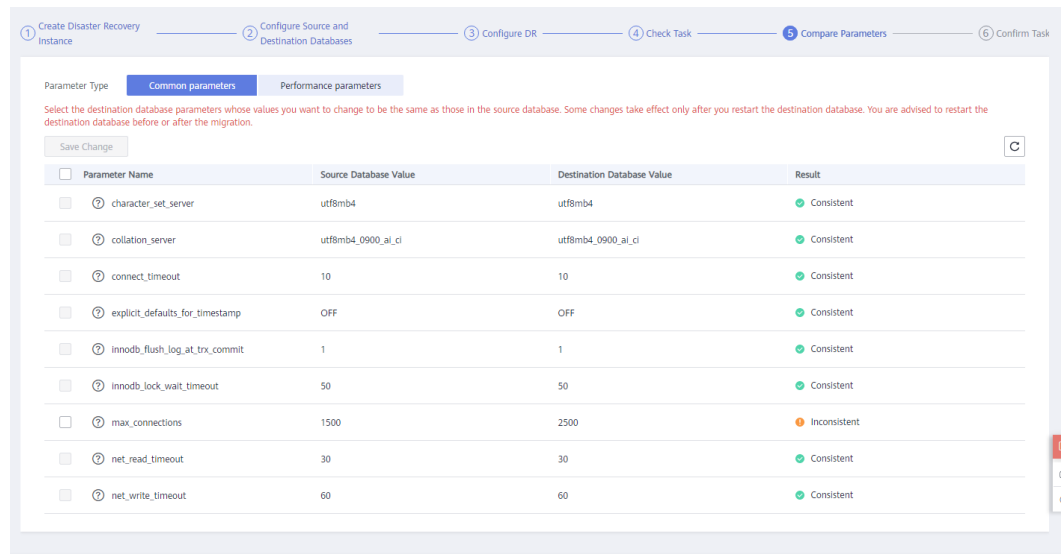 1 Create Disaster Recovery
Instance
2 Configure Source and
Destination Databases
3 Configure DR
4 Check Task
5 Compare Parameters
6 Confirm Task
Parameter Type Common parameters Performance parameters
Select the destination database parameters whose values you want to change to be the same as those in the source database. Some changes take effect only after you restart the destination database. You are advised to restart the
destination database before or after the migration.
Save Change
Parameter Name Source Database Value Destination Database Value Result
? character_set_server utf8mb4 utf8mb4 Consistent
? collation_server utf8mb4_0900_ai_ci utf8mb4_0900_ai_ci Consistent
? connect_timeout 10 10 Consistent
? explicit_defaults_for_timestamp OFF OFF Consistent
? innodb_flush_log_at_trx_commit 1 1 Consistent
? innodb_lock_wait_timeout 50 50 Consistent
? max_connections 1500 2500 Inconsistent
? net_read_timeout 30 30 Consistent
? net_write_timeout 60 60 Consistent